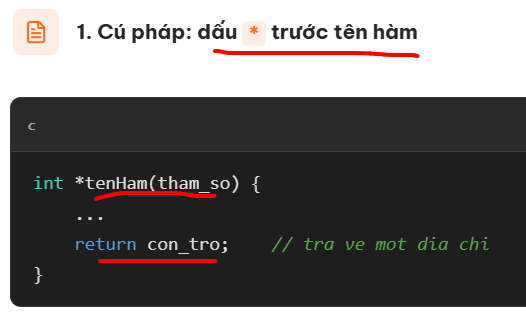 1. Cú pháp: dấu * trước tên hàm
c
int *tenHam(tham_so) {
    ...
    return con_tro;    // tra ve mot dia chi
}